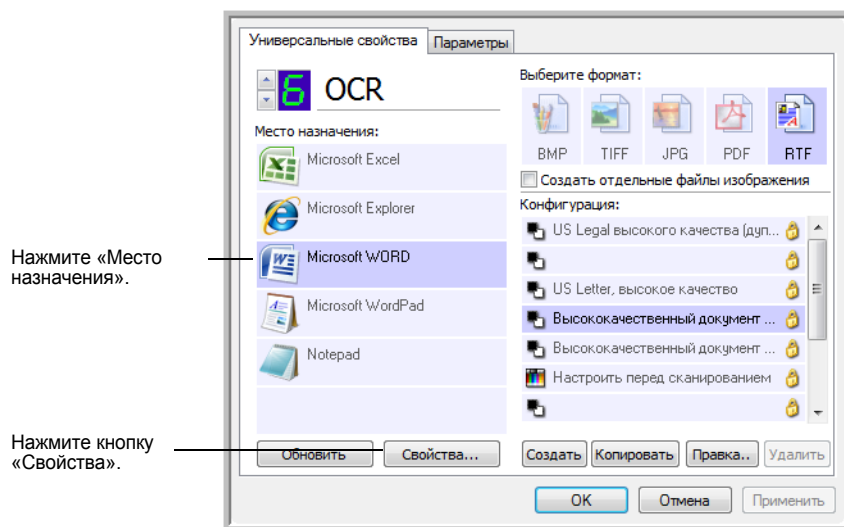 Универсальные свойства
Параметры
6
OCR
Место назначения:
Microsoft Excel
Microsoft Explorer
Microsoft WORD
Microsoft WordPad
Notepad
Обновить
Свойства...
Выберите формат:
BMP
TIFF
JPG
PDF
RTF
Создать отдельные файлы изображения
Конфигурация:
US Legal высокого качества (дуп...
US Letter, высокое качество
Высококачественный документ ...
Высококачественный документ ...
Настроить перед сканированием
Создать
Копировать
Правка..
Удалить
OK
Отмена
Применить
Нажмите «Место
назначения».
Нажмите кнопку
«Свойства».